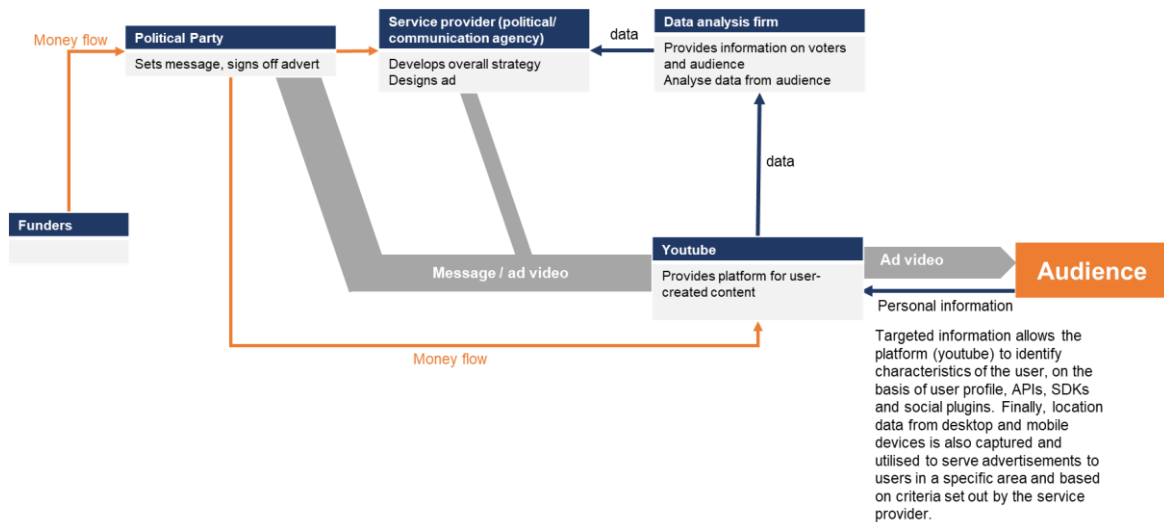 Money flow
Political Party
Sets message, signs off advert
Service provider (political/
communication agency)
Develops overall strategy
Designs ad
data
Data analysis firm
Provides information on voters
and audience
Analyse data from audience
data
Funders
Message / ad video
Youtube
Provides platform for user-
created content
Ad video
Audience
Personal information
Money flow
Targeted information allows the
platform (youtube) to identify
characteristics of the user, on the
basis of user profile, APIs, SDKs
and social plugins. Finally, location
data from desktop and mobile
devices is also captured and
utilised to serve advertisements to
users in a specific area and based
on criteria set out by the service
provider.